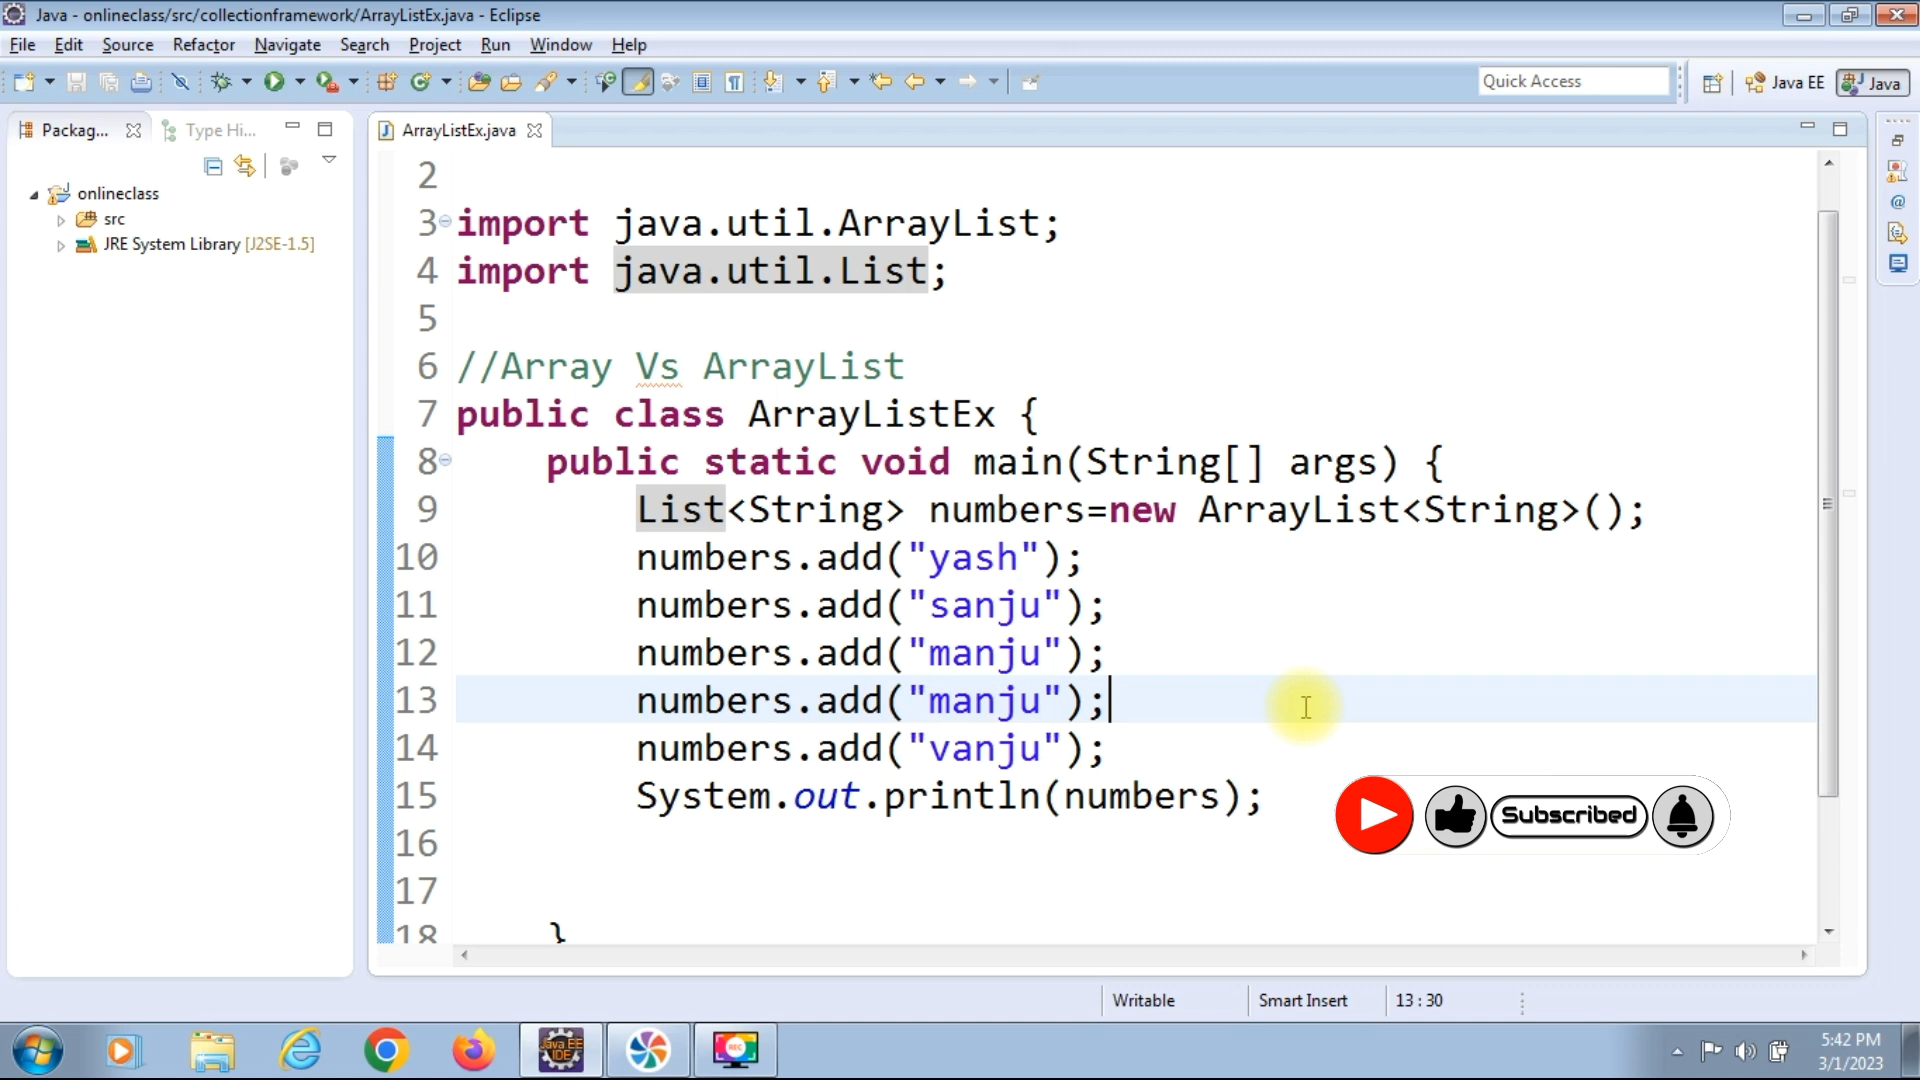 Java - onlineclass/src/collectionframework/ArrayListEx.java - Eclipse
File Edit Source Refactor Navigate Search Project Run Window Help
Quick Access
Java EE
Java
Packag...
Type Hi...
ArrayListEx.java
onlineclass
src
JRE System Library [J2SE-1.5]
2
3 import java.util.ArrayList;
4 import java.util.List;
5
6 //Array Vs ArrayList
7 public class ArrayListEx {
8 public static void main(String[] args) {
9 List<String> numbers=new ArrayList<String>();
10 numbers.add("yash");
11 numbers.add("sanju");
12 numbers.add("manju");
13 numbers.add("manju");
14 numbers.add("vanju");
15 System.out.println(numbers);
16
17
18 }
Subscribed
Writable Smart Insert 13 : 30
Java EE
IDE
REC
5:42 PM
3/1/2023